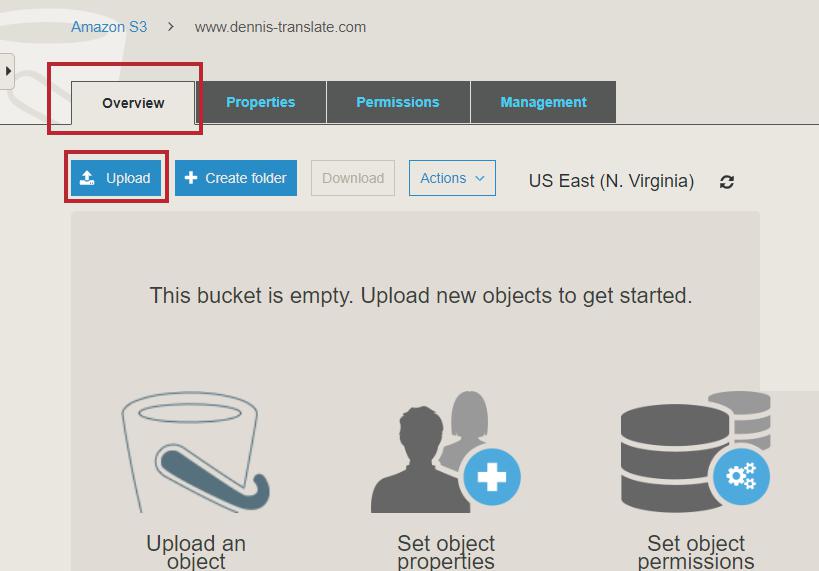 Amazon S3 > www.dennis-translate.com
Overview Properties Permissions Management
Upload Create folder Download Actions US East (N. Virginia)
This bucket is empty. Upload new objects to get started.
Upload an Set object Set object
object properties permissions